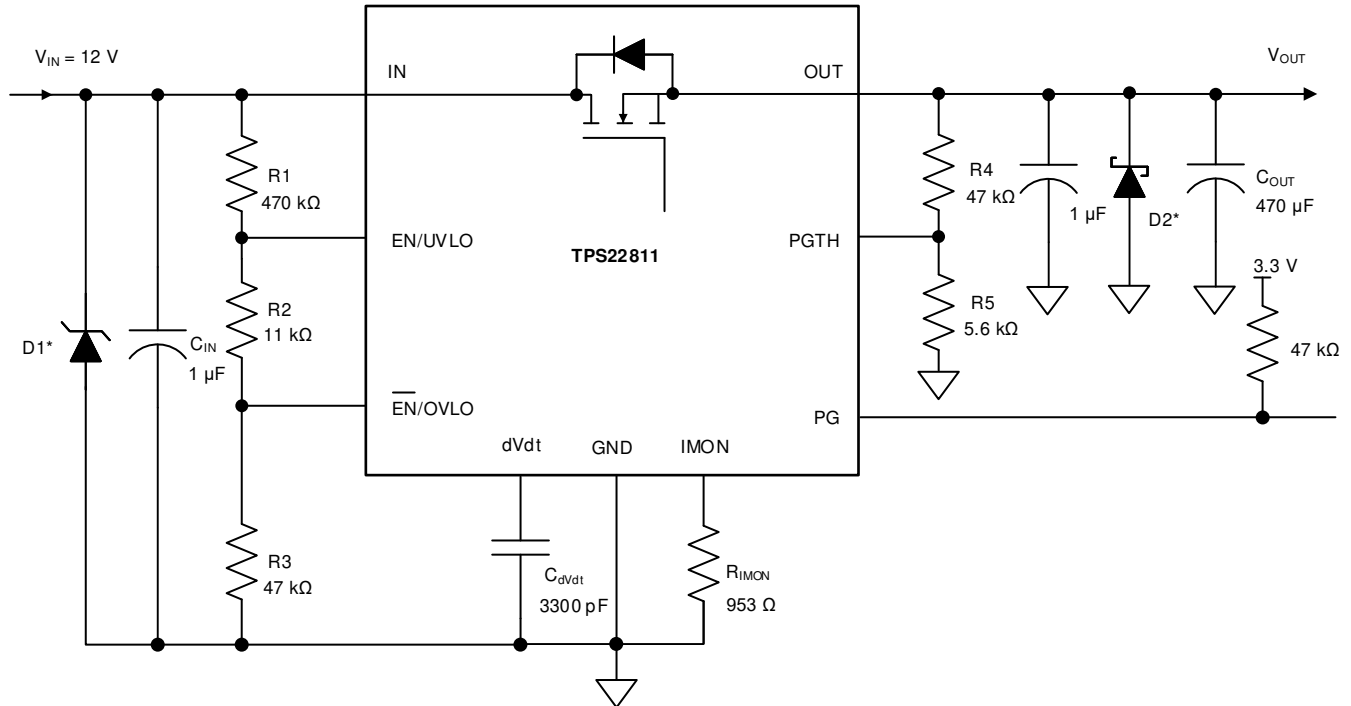 V_IN = 12 V
IN
OUT
V_OUT
R1
470 kΩ
R4
47 kΩ
1 µF
D2*
C_OUT
470 µF
EN/UVLO
TPS22811
PGTH
3.3 V
R2
11 kΩ
R5
5.6 kΩ
D1*
C_IN
1 µF
47 kΩ
E̅N̅/OVLO
PG
dVdt
GND
IMON
R3
47 kΩ
C_dVdt
3300 pF
R_IMON
953 Ω